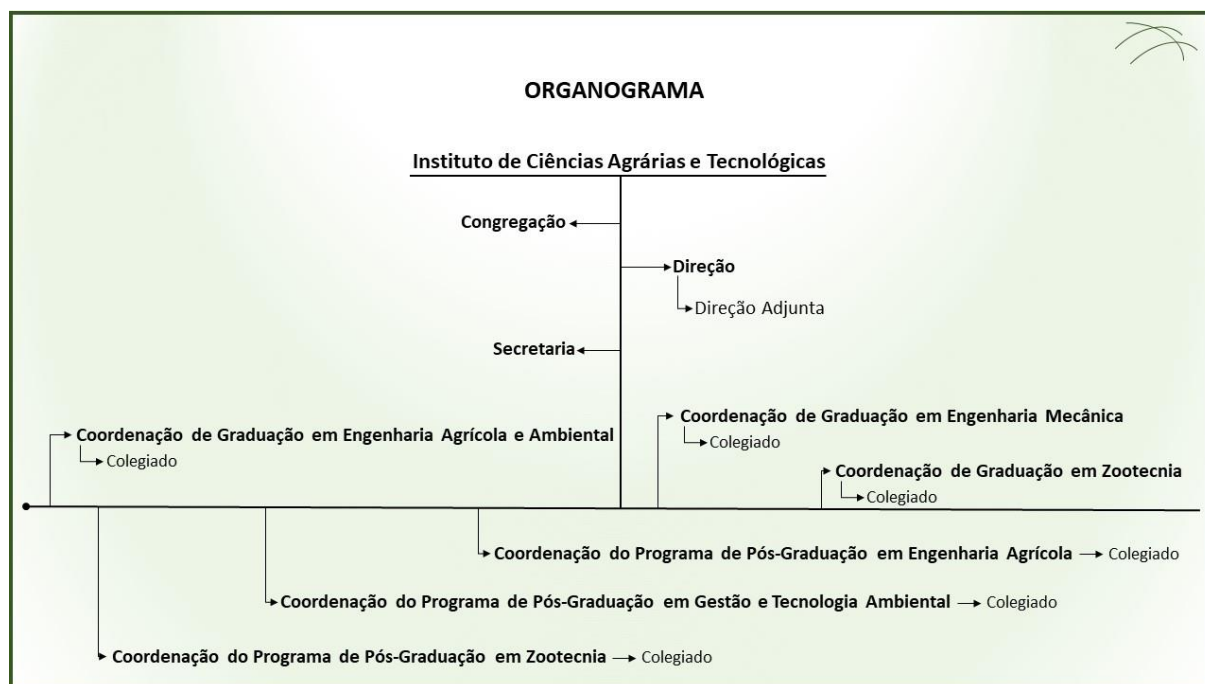 ORGANOGRAMA
Instituto de Ciências Agrárias e Tecnológicas
Congregação
Direção
Direção Adjunta
Secretaria
Coordenação de Graduação em Engenharia Agrícola e Ambiental
Colegiado
Coordenação de Graduação em Engenharia Mecânica
Colegiado
Coordenação de Graduação em Zootecnia
Colegiado
Coordenação do Programa de Pós-Graduação em Engenharia Agrícola
Colegiado
Coordenação do Programa de Pós-Graduação em Gestão e Tecnologia Ambiental
Colegiado
Coordenação do Programa de Pós-Graduação em Zootecnia
Colegiado